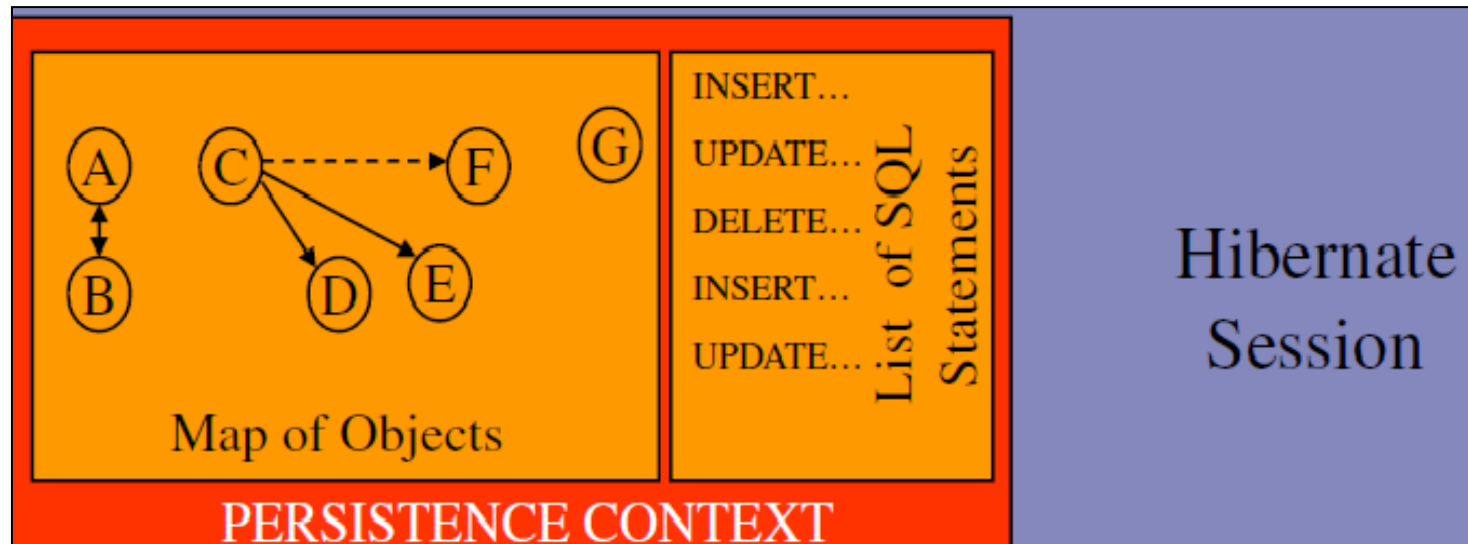 A
C
F
G
B
D
E
Map of Objects
INSERT…
UPDATE…
DELETE…
INSERT…
UPDATE…
List of SQL
Statements
PERSISTENCE CONTEXT
Hibernate
Session